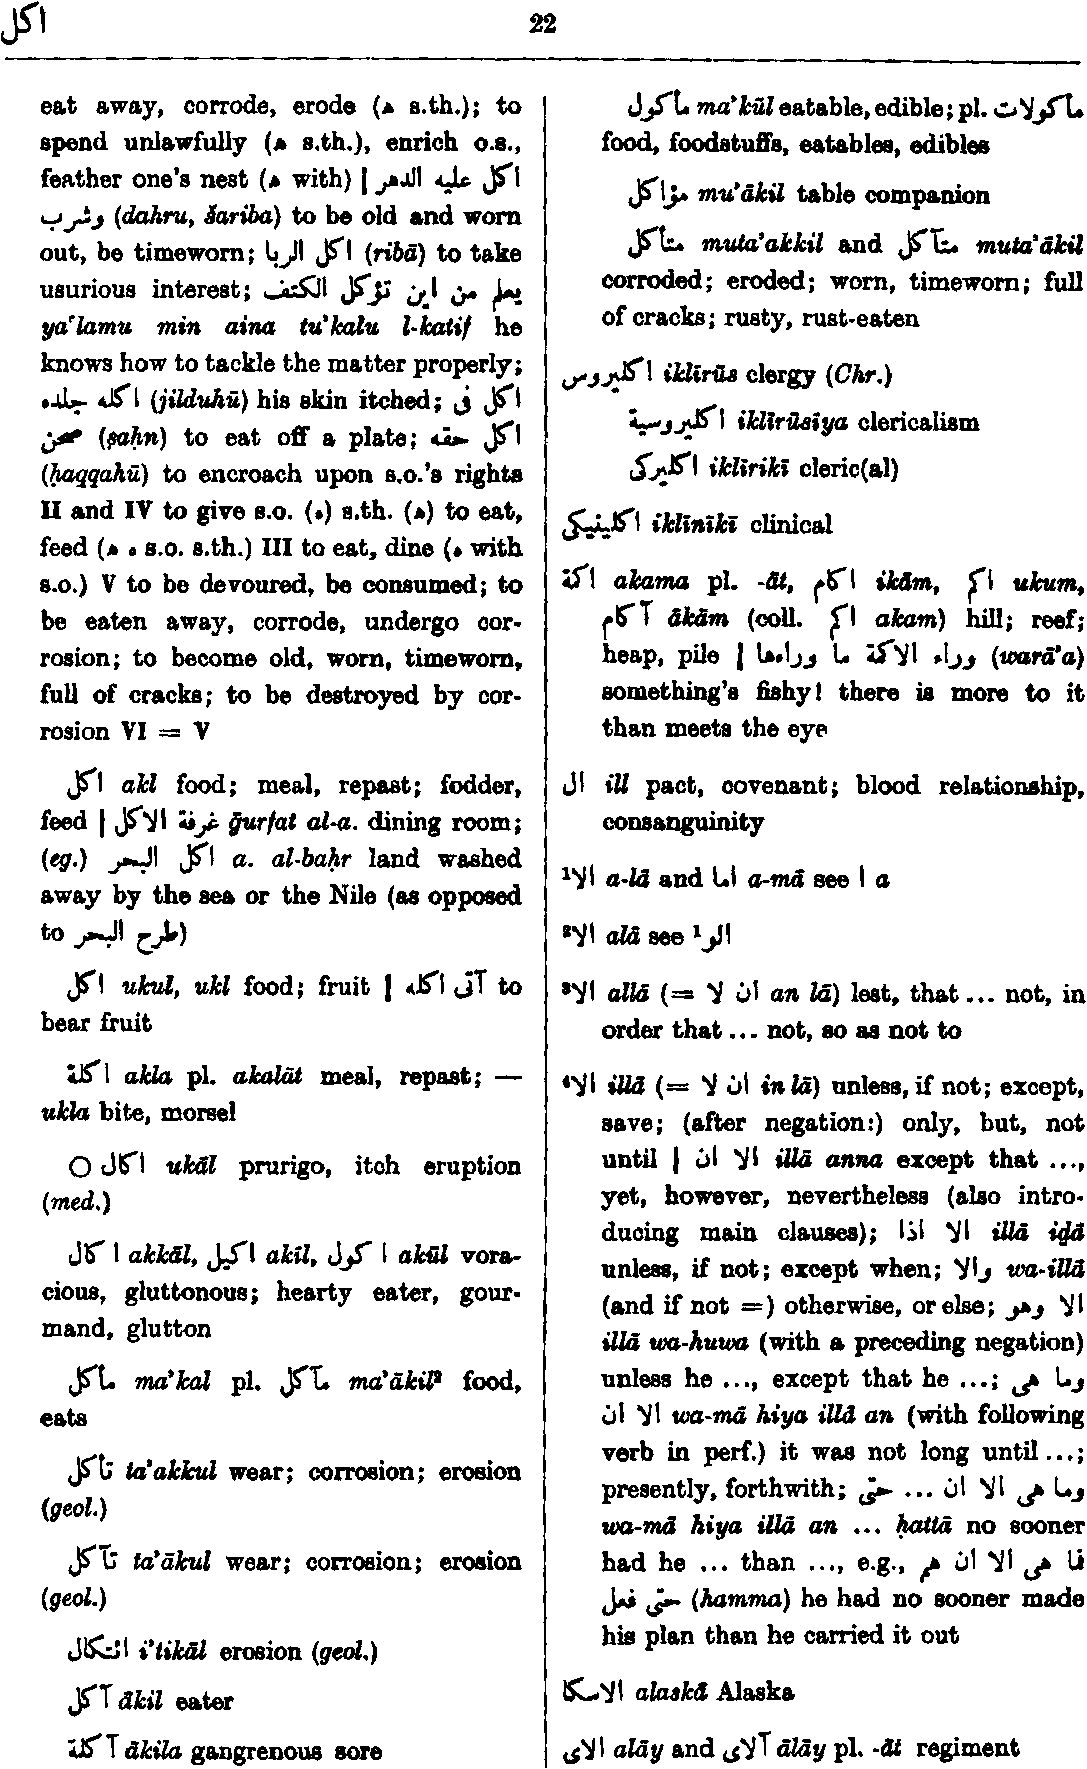 اكل
22
eat away, corrode, erode (ﻫ s.th.); to
spend unlawfully (ﻫ s.th.), enrich o.s.,
feather one's nest (ﻫ with) | اكل عليه الدهر
وشرب (dahru, šariba) to be old and worn
out, be timeworn; اكل الربا (ribā) to take
usurious interest; يعلم من اين تؤكل الكتف
ya‘lamu min aina tu'kalu l-katif he
knows how to tackle the matter properly;
اكله جلده (jilduhū) his skin itched; اكل فى
صحن (ṣaḥn) to eat off a plate; اكل حقه
(ḥaqqahū) to encroach upon s.o.'s rights
II and IV to give s.o. (ه) s.th. (ﻫ) to eat,
feed (ﻫ ه s.o. s.th.) III to eat, dine (ه with
s.o.) V to be devoured, be consumed; to
be eaten away, corrode, undergo cor-
rosion; to become old, worn, timeworn,
full of cracks; to be destroyed by cor-
rosion VI = V
اكل akl food; meal, repast; fodder,
feed | غرفة الاكل ḡurfat al-a. dining room;
(eg.) اكل البحر a. al-baḥr land washed
away by the sea or the Nile (as opposed
to طرح البحر)
اكل ukul, ukl food; fruit | آتى اكله to
bear fruit
اكلة akla pl. akalāt meal, repast; —
ukla bite, morsel
○ اكال ukāl prurigo, itch eruption
(med.)
اكال akkāl, اكيل akīl, اكول akūl vora-
cious, gluttonous; hearty eater, gour-
mand, glutton
مأكل ma'kal pl. مآكل ma'ākil² food,
eats
تأكل ta'akkul wear; corrosion; erosion
(geol.)
تآكل ta'ākul wear; corrosion; erosion
(geol.)
ائتكال i'tikāl erosion (geol.)
آكل ākil eater
آكلة ākila gangrenous sore
مأكول ma'kūl eatable, edible; pl. مأكولات
food, foodstuffs, eatables, edibles
مؤاكل mu'ākil table companion
متأكل muta'akkil and متآكل muta'ākil
corroded; eroded; worn, timeworn; full
of cracks; rusty, rust-eaten
اكليروس iklīrūs clergy (Chr.)
اكليروسية iklīrūsīya clericalism
اكليركى iklīrikī cleric(al)
اكلينيكى iklīnīkī clinical
اكمة akama pl. -āt, اكام ikām, اكم ukum,
آكام ākām (coll. اكم akam) hill; reef;
heap, pile | وراء الاكمة ما وراءها (warā'a)
something's fishy! there is more to it
than meets the eye
ال ill pact, covenant; blood relationship,
consanguinity
¹الا a-lā and اما a-mā see ا a
²الا alā see ¹الو
³الا allā (= ان لا an lā) lest, that ... not, in
order that ... not, so as not to
⁴الا illā (= ان لا in lā) unless, if not; except,
save; (after negation:) only, but, not
until | الا ان illā anna except that ...,
yet, however, nevertheless (also intro-
ducing main clauses); الا اذا illā iḏā
unless, if not; except when; والا wa-illā
(and if not =) otherwise, or else; الا وهو
illā wa-huwa (with a preceding negation)
unless he ..., except that he ...; وما هى
الا ان wa-mā hiya illā an (with following
verb in perf.) it was not long until ...;
presently, forthwith; وما هى الا ان ... حتى
wa-mā hiya illā an ... ḥattā no sooner
had he ... than ..., e.g., فما هى الا ان هم
حتى فعل (hamma) he had no sooner made
his plan than he carried it out
الاسكا alaskā Alaska
الاى alāy and آلاى ālāy pl. -āt regiment